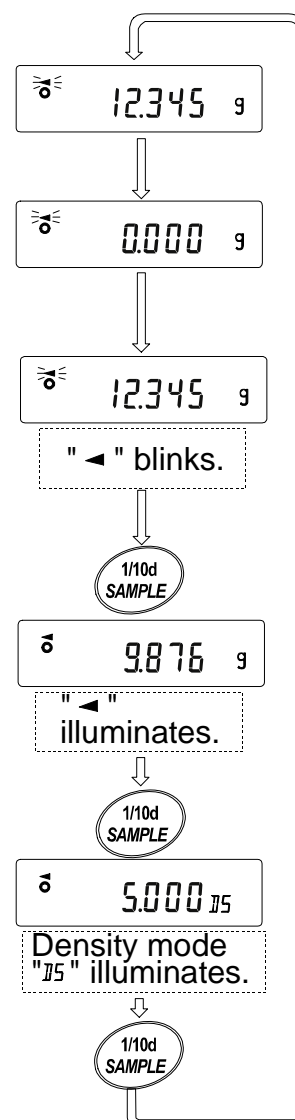 12.345 g
0.000 g
12.345 g
"◄" blinks.
1/10d
SAMPLE
9.876 g
"◄"
illuminates.
1/10d
SAMPLE
5.000 DS
Density mode
"DS" illuminates.
1/10d
SAMPLE